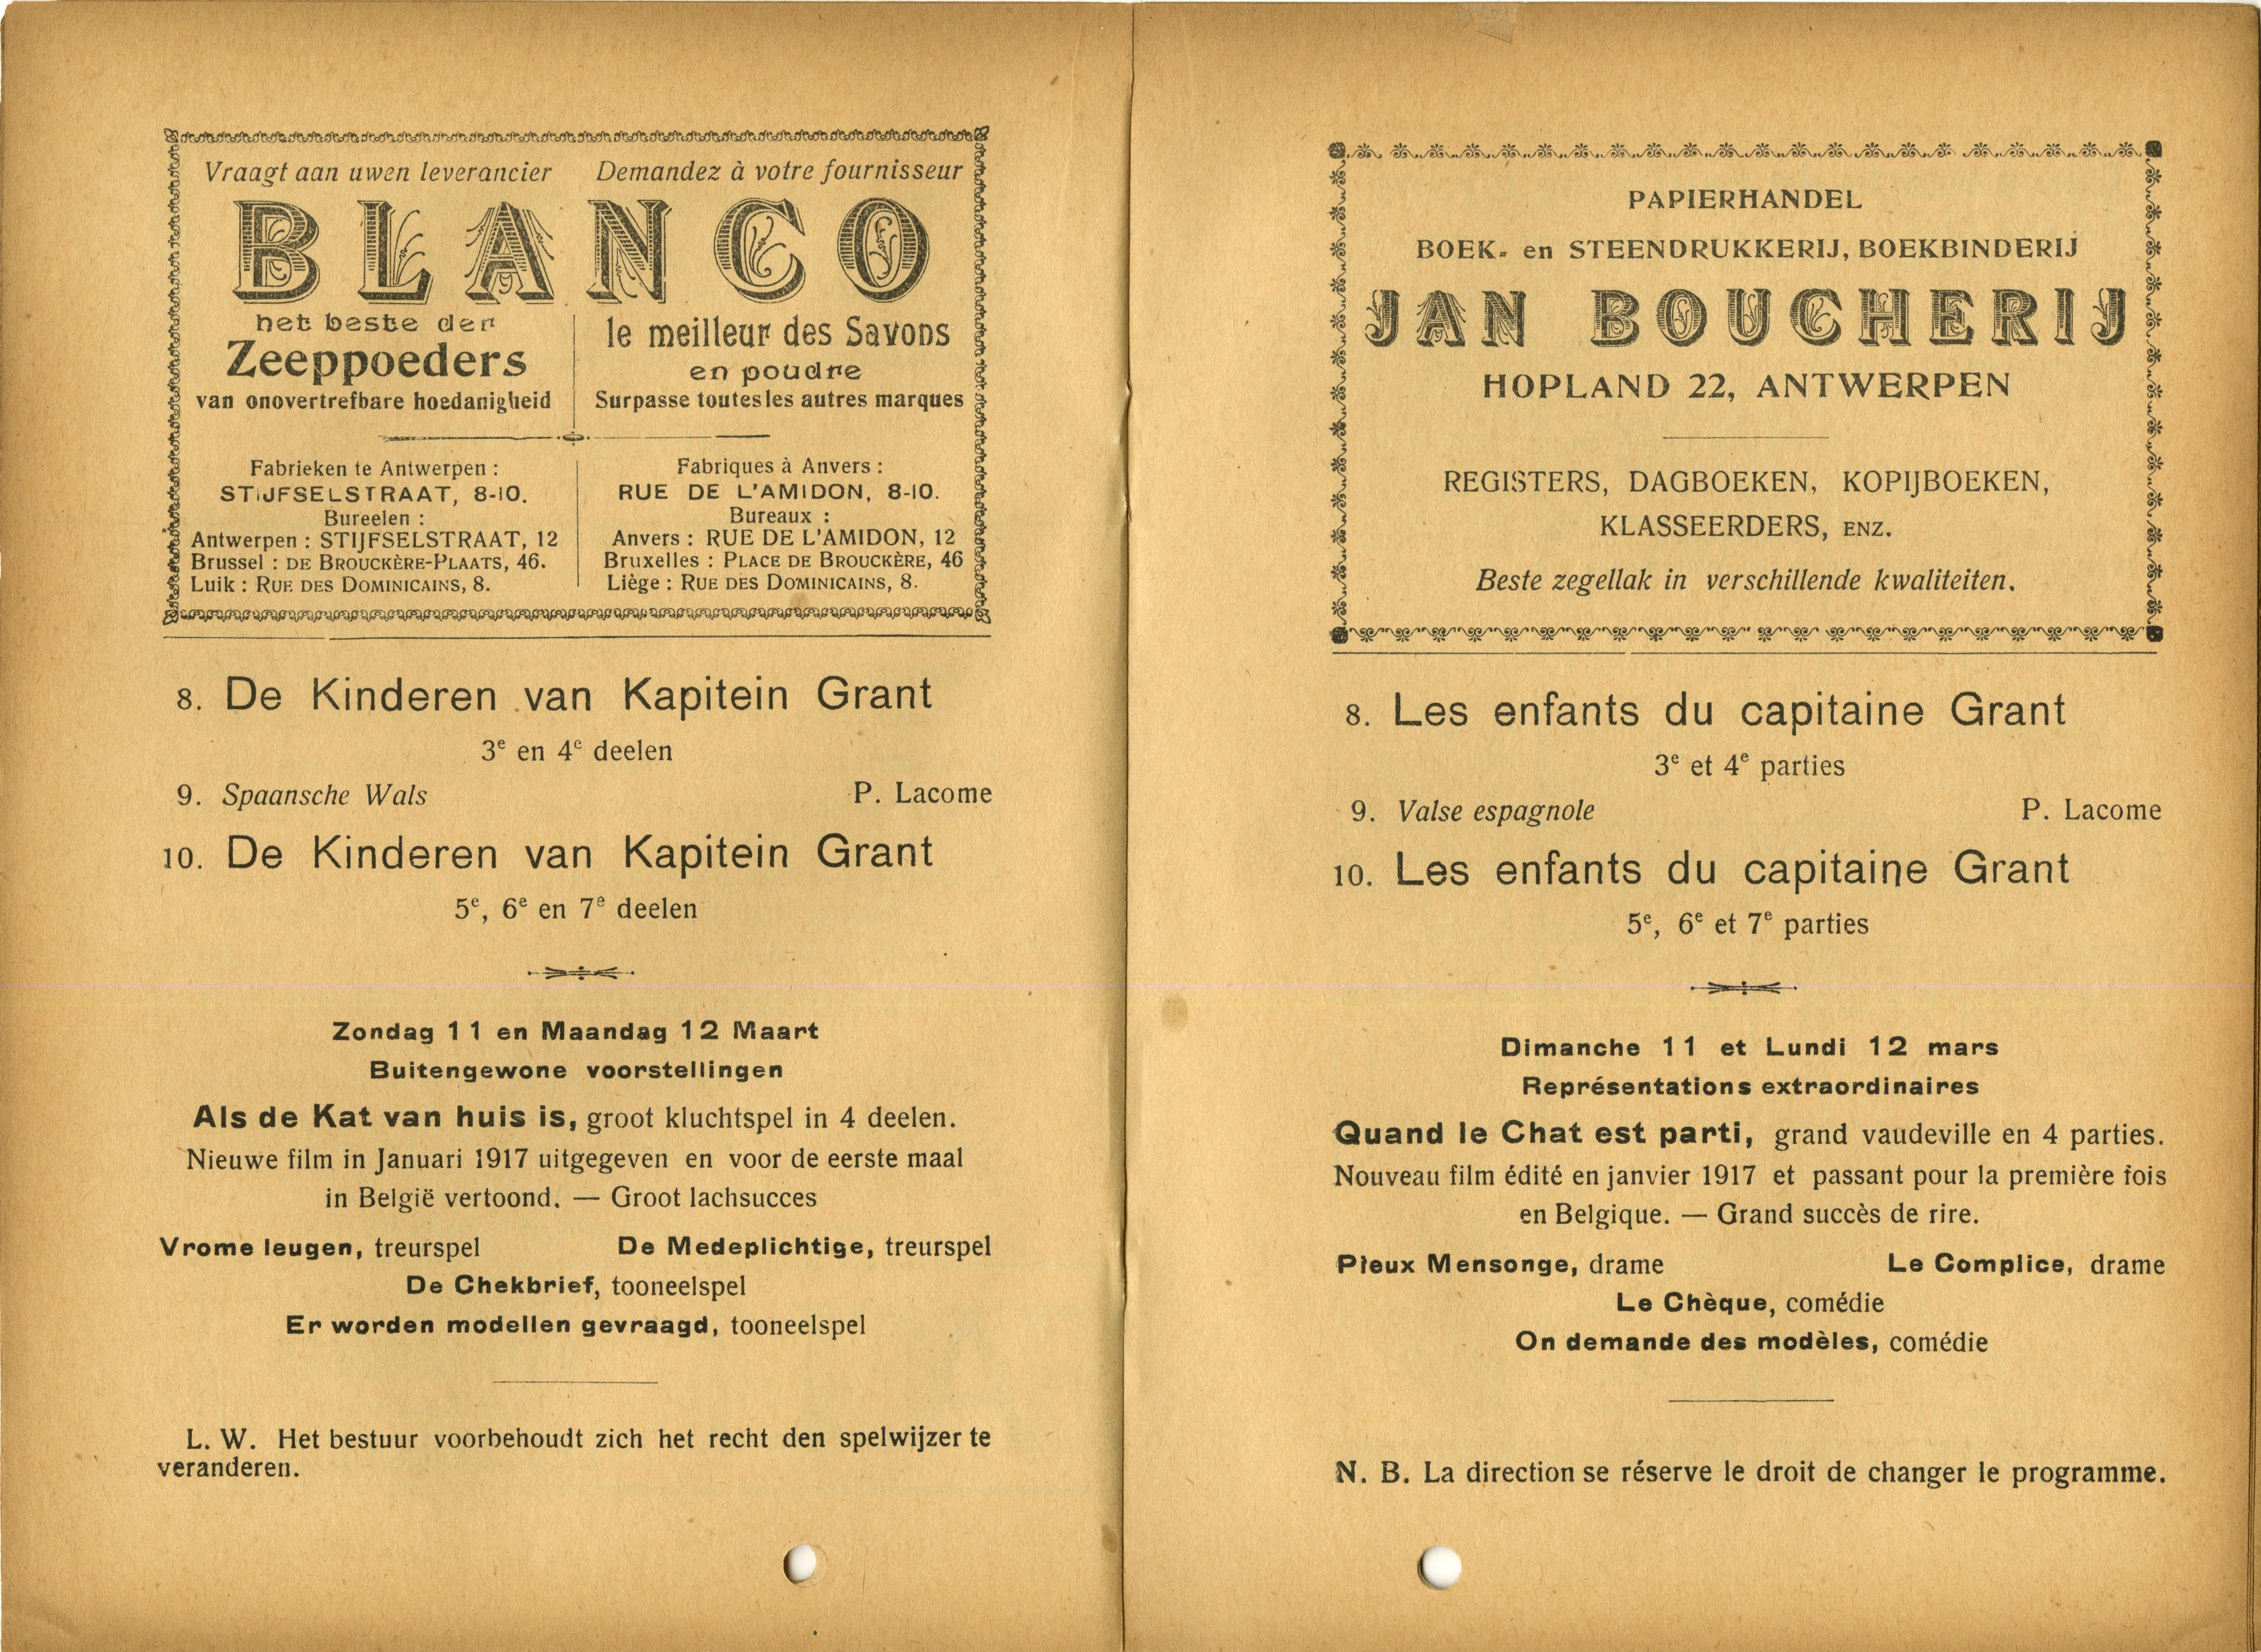 Vraagt aan uwen leverancier
Demandez à votre fournisseur
BLANCO
het beste der
Zeeppoeders
van onovertrefbare hoedanigheid
le meilleur des Savons
en poudre
Surpasse toutes les autres marques
Fabrieken te Antwerpen :
STIJFSELSTRAAT, 8-10.
Bureelen :
Antwerpen : STIJFSELSTRAAT, 12
Brussel : DE BROUCKÈRE-PLAATS, 46.
Luik : RUE DES DOMINICAINS, 8.
Fabriques à Anvers :
RUE DE L'AMIDON, 8-10.
Bureaux :
Anvers : RUE DE L'AMIDON, 12
Bruxelles : PLACE DE BROUCKÈRE, 46
Liège : RUE DES DOMINICAINS, 8.
8. De Kinderen van Kapitein Grant
3e en 4e deelen
9. Spaansche Wals P. Lacome
10. De Kinderen van Kapitein Grant
5e, 6e en 7e deelen
Zondag 11 en Maandag 12 Maart
Buitengewone voorstellingen
Als de Kat van huis is, groot kluchtspel in 4 deelen.
Nieuwe film in Januari 1917 uitgegeven en voor de eerste maal
in België vertoond. — Groot lachsucces
Vrome leugen, treurspel De Medeplichtige, treurspel
De Chekbrief, tooneelspel
Er worden modellen gevraagd, tooneelspel
L. W. Het bestuur voorbehoudt zich het recht den spelwijzer te
veranderen.
PAPIERHANDEL
BOEK- en STEENDRUKKERIJ, BOEKBINDERIJ
JAN BOUCHERIJ
HOPLAND 22, ANTWERPEN
REGISTERS, DAGBOEKEN, KOPIJBOEKEN,
KLASSEERDERS, ENZ.
Beste zegellak in verschillende kwaliteiten.
8. Les enfants du capitaine Grant
3e et 4e parties
9. Valse espagnole P. Lacome
10. Les enfants du capitaine Grant
5e, 6e et 7e parties
Dimanche 11 et Lundi 12 mars
Représentations extraordinaires
Quand le Chat est parti, grand vaudeville en 4 parties.
Nouveau film édité en janvier 1917 et passant pour la première fois
en Belgique. — Grand succès de rire.
Pieux Mensonge, drame Le Complice, drame
Le Chèque, comédie
On demande des modèles, comédie
N. B. La direction se réserve le droit de changer le programme.